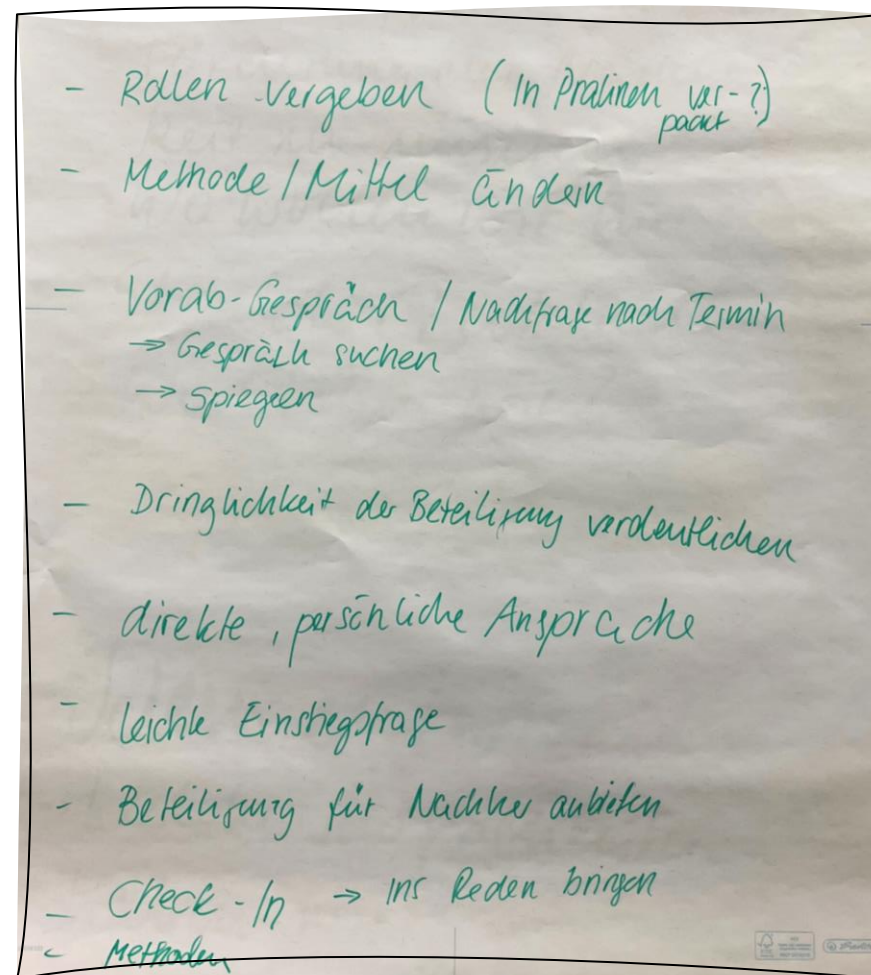 - Rollen vergeben (In Pralinen ver-?)
packt
- Methode / Mittel ändern
- Vorab-Gespräch / Nachfrage nach Termin
→ Gespräch suchen
→ Spiegeln
- Dringlichkeit der Beteiligung verdeutlichen
- direkte, persönliche Ansprache
- leichte Einstiegsfrage
- Beteiligung für Nachher anbieten
- Check-In → ins Reden bringen
- Methoden